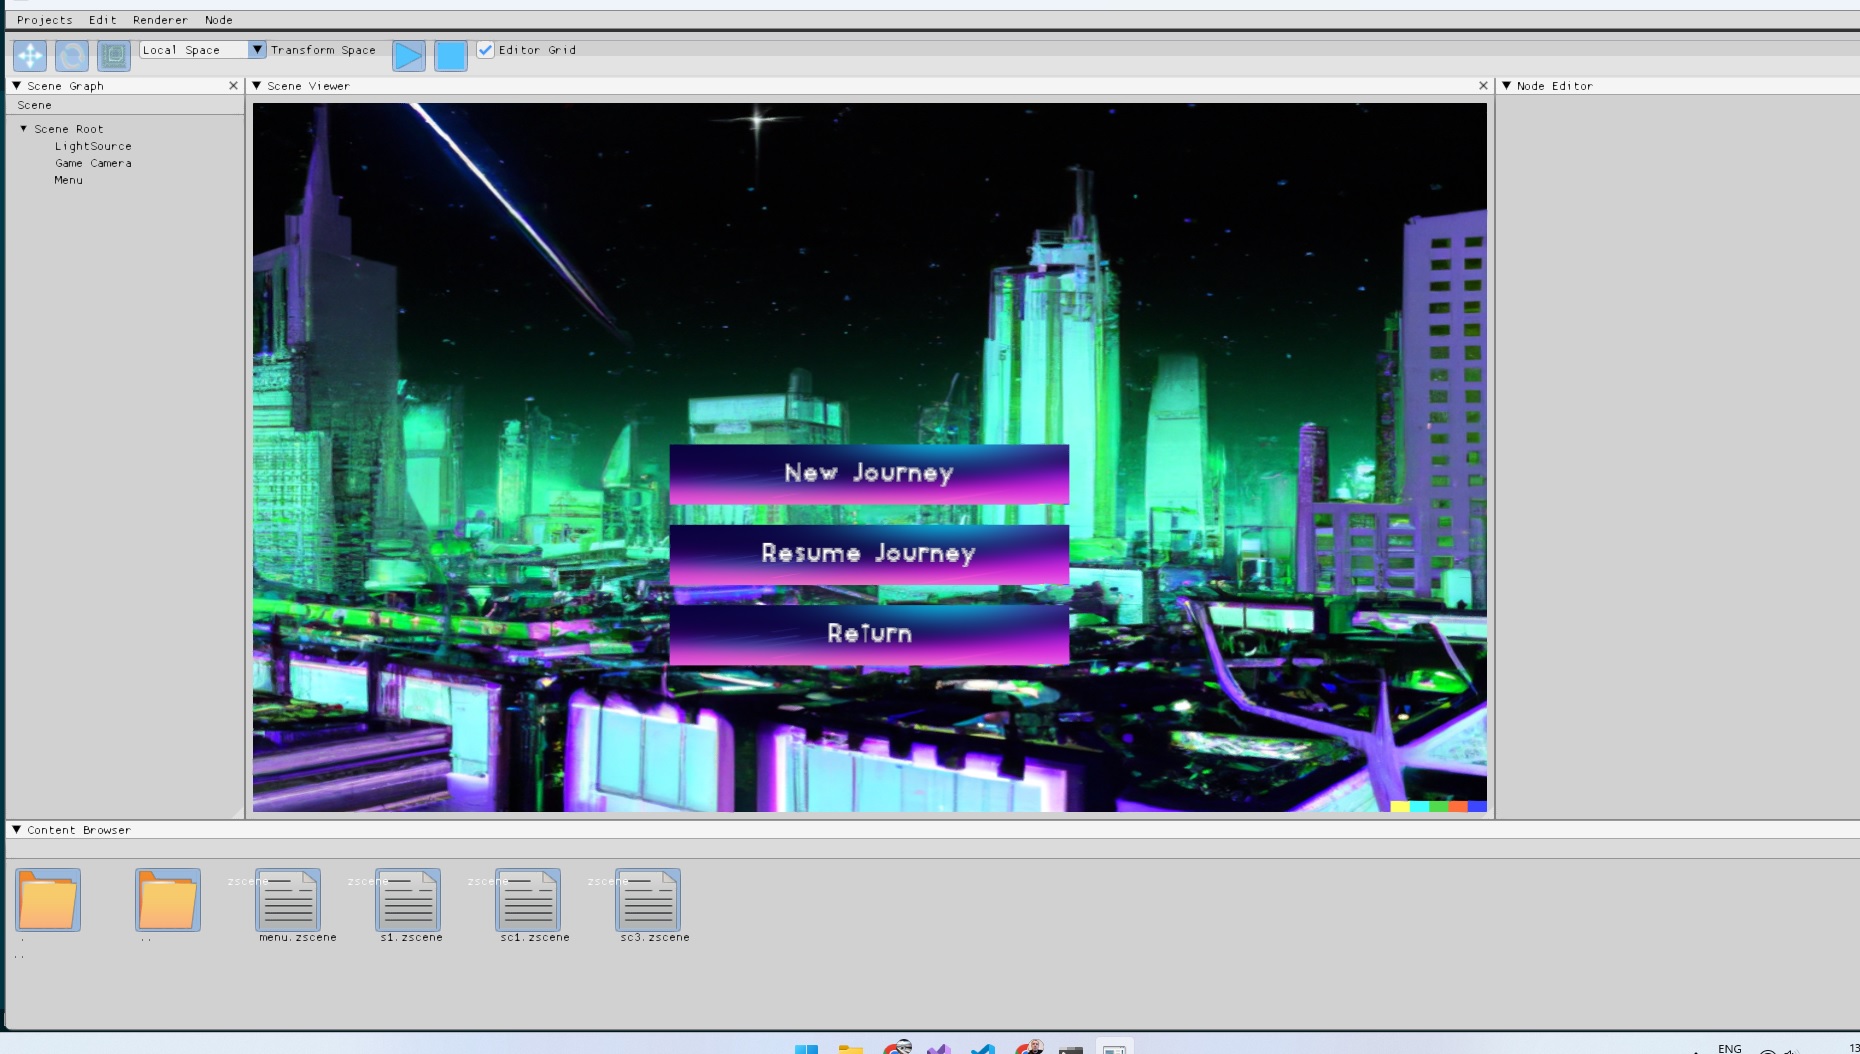 Projects Edit Renderer Node
Local Space Transform Space Editor Grid
Scene Graph
Scene Viewer
Node Editor
Scene
Scene Root
LightSource
Game Camera
Menu
New Journey
Resume Journey
Return
Content Browser
zscene zscene zscene zscene
. .. menu.zscene s1.zscene sc1.zscene sc3.zscene
..
ENG
13